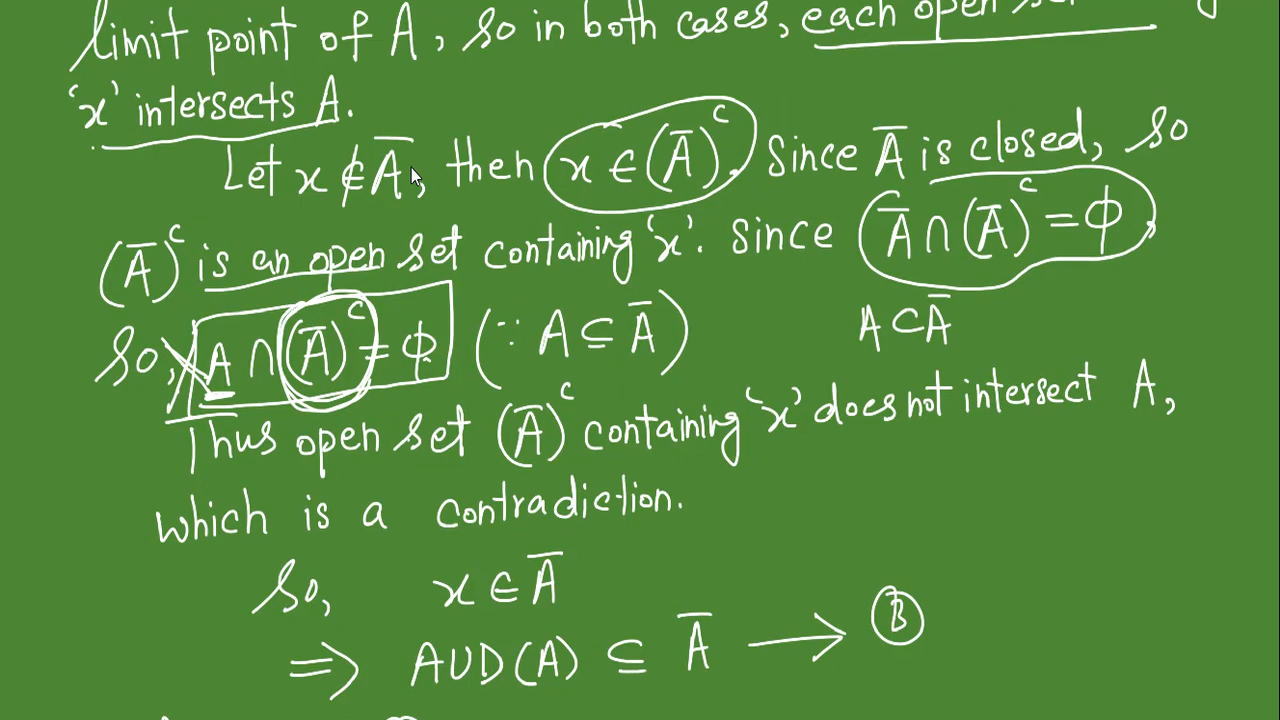 limit point of A, so in both cases, each open
'x' intersects A.
Let x ∉ A̅, then x ∈ (A̅)ᶜ. Since A̅ is closed, so
(A̅)ᶜ is an open set containing 'x'. Since A̅ ∩ (A̅)ᶜ = ϕ
So, A ∩ (A̅)ᶜ = ϕ (∵ A ⊆ A̅) A ⊂ A̅
Thus open set (A̅)ᶜ containing 'x' does not intersect A,
which is a contradiction.
So, x ∈ A̅
⇒ A∪D(A) ⊆ A̅ → B